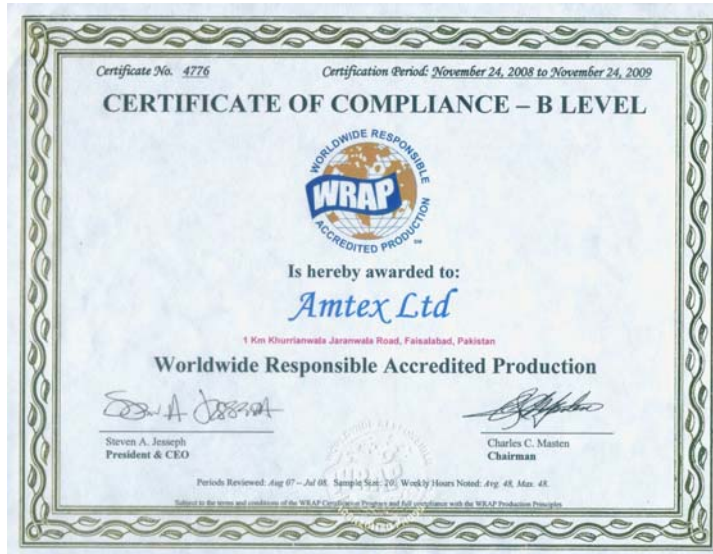 Certificate No. 4776 Certification Period: November 24, 2008 to November 24, 2009
CERTIFICATE OF COMPLIANCE – B LEVEL
WORLDWIDE RESPONSIBLE
WRAP
ACCREDITED PRODUCTION
SM
Is hereby awarded to:
Amtex Ltd
1 Km Khurrianwala Jaranwala Road, Faisalabad, Pakistan
Worldwide Responsible Accredited Production
Steven A. Jesseph Charles C. Masten
President & CEO Chairman
Periods Reviewed: Aug 07 – Jul 08. Sample Size: 20. Weekly Hours Noted: Avg. 48, Max. 48.
Subject to the terms and conditions of the WRAP Certification Program and full compliance with the WRAP Production Principles